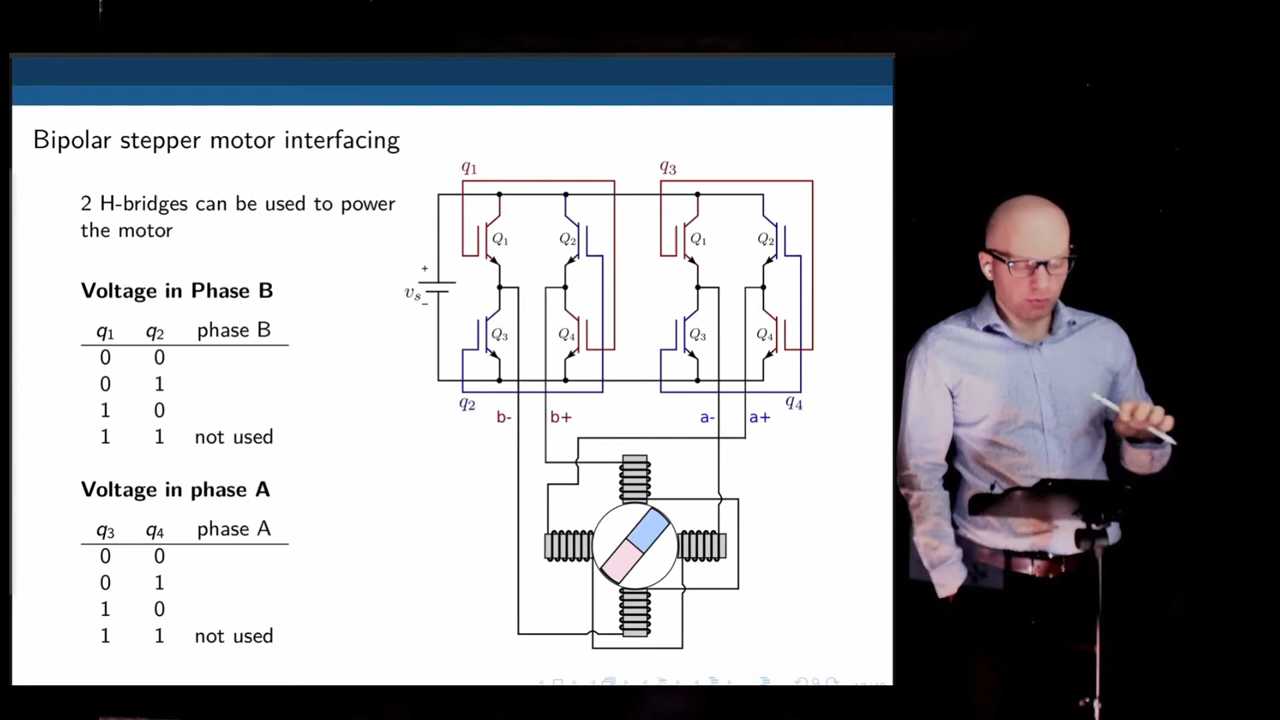 Bipolar stepper motor interfacing
2 H-bridges can be used to power
the motor
Voltage in Phase B
q1 q2 phase B
0 0
0 1
1 0
1 1 not used
Voltage in phase A
q3 q4 phase A
0 0
0 1
1 0
1 1 not used
q1 q3
Q1 Q2 Q1 Q2
+
vs
−
Q3 Q4 Q3 Q4
q2 q4
b- b+ a- a+